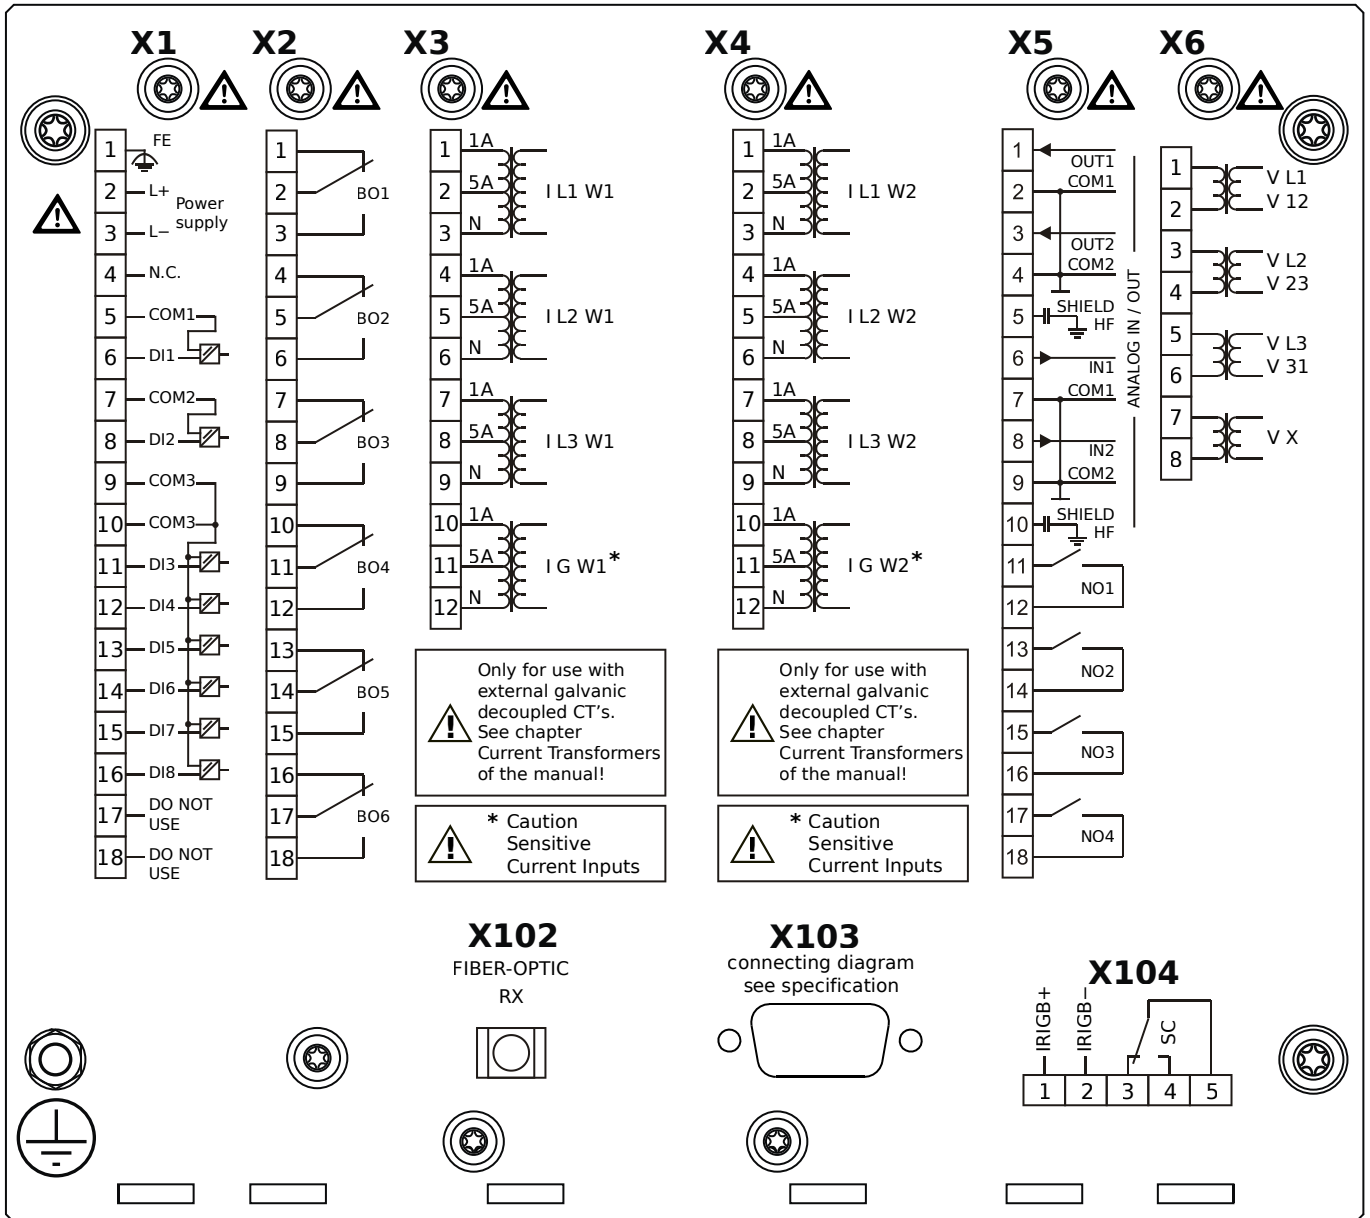 X1
X2
X3
X4
X5
X6
1
FE
2
L+
Power
supply
3
L−
4
N.C.
5
COM1
6
DI1
7
COM2
8
DI2
9
COM3
10
COM3
11
DI3
12
DI4
13
DI5
14
DI6
15
DI7
16
DI8
17
DO NOT
USE
18
DO NOT
USE
1
2
BO1
3
4
5
BO2
6
7
8
BO3
9
10
11
BO4
12
13
14
BO5
15
16
17
BO6
18
1
1A
2
5A
I L1 W1
3
N
4
1A
5
5A
I L2 W1
6
N
7
1A
8
5A
I L3 W1
9
N
10
1A
11
5A
I G W1*
12
N
Only for use with
external galvanic
decoupled CT's.
See chapter
Current Transformers
of the manual!
* Caution
Sensitive
Current Inputs
1
1A
2
5A
I L1 W2
3
N
4
1A
5
5A
I L2 W2
6
N
7
1A
8
5A
I L3 W2
9
N
10
1A
11
5A
I G W2*
12
N
Only for use with
external galvanic
decoupled CT's.
See chapter
Current Transformers
of the manual!
* Caution
Sensitive
Current Inputs
1
OUT1
2
COM1
3
OUT2
4
COM2
5
SHIELD
HF
6
IN1
7
COM1
8
IN2
9
COM2
10
SHIELD
HF
ANALOG IN / OUT
11
NO1
12
13
NO2
14
15
NO3
16
17
NO4
18
1
V L1
V 12
2
3
V L2
V 23
4
5
V L3
V 31
6
7
V X
8
X102
FIBER-OPTIC
RX
X103
connecting diagram
see specification
X104
IRIGB+
IRIGB−
SC
1
2
3
4
5